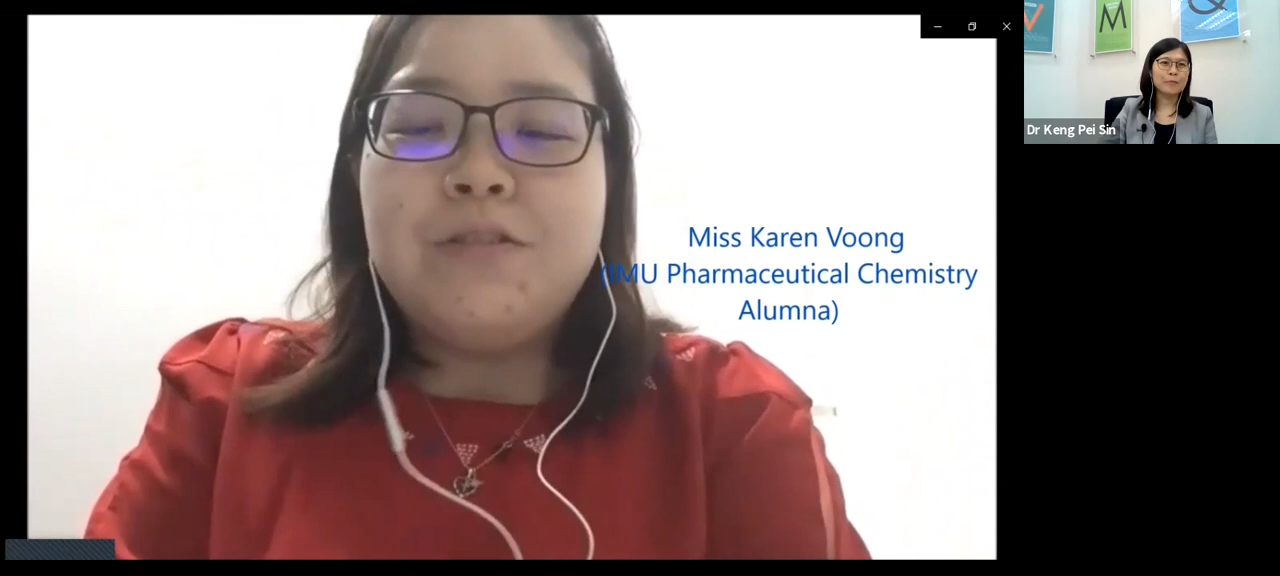 Miss Karen Voong
(IMU Pharmaceutical Chemistry
Alumna)
Dr Keng Pei Sin
M
&